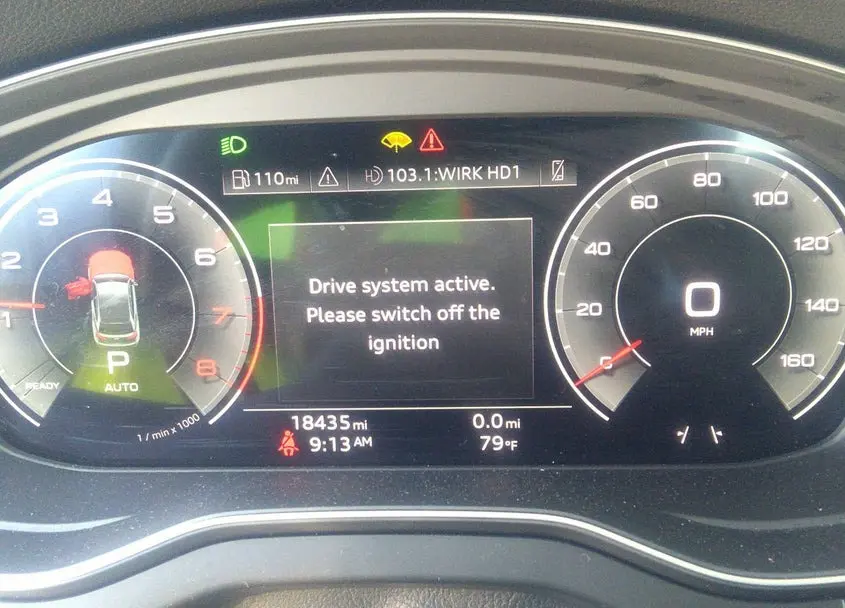 110mi
103.1:WIRK HD1
1
2
3
4
5
6
7
8
P
AUTO
READY
1 / min x 1000
Drive system active.
Please switch off the
ignition
18435mi
0.0mi
9:13AM
79°F
0
20
40
60
80
100
120
140
160
0
MPH